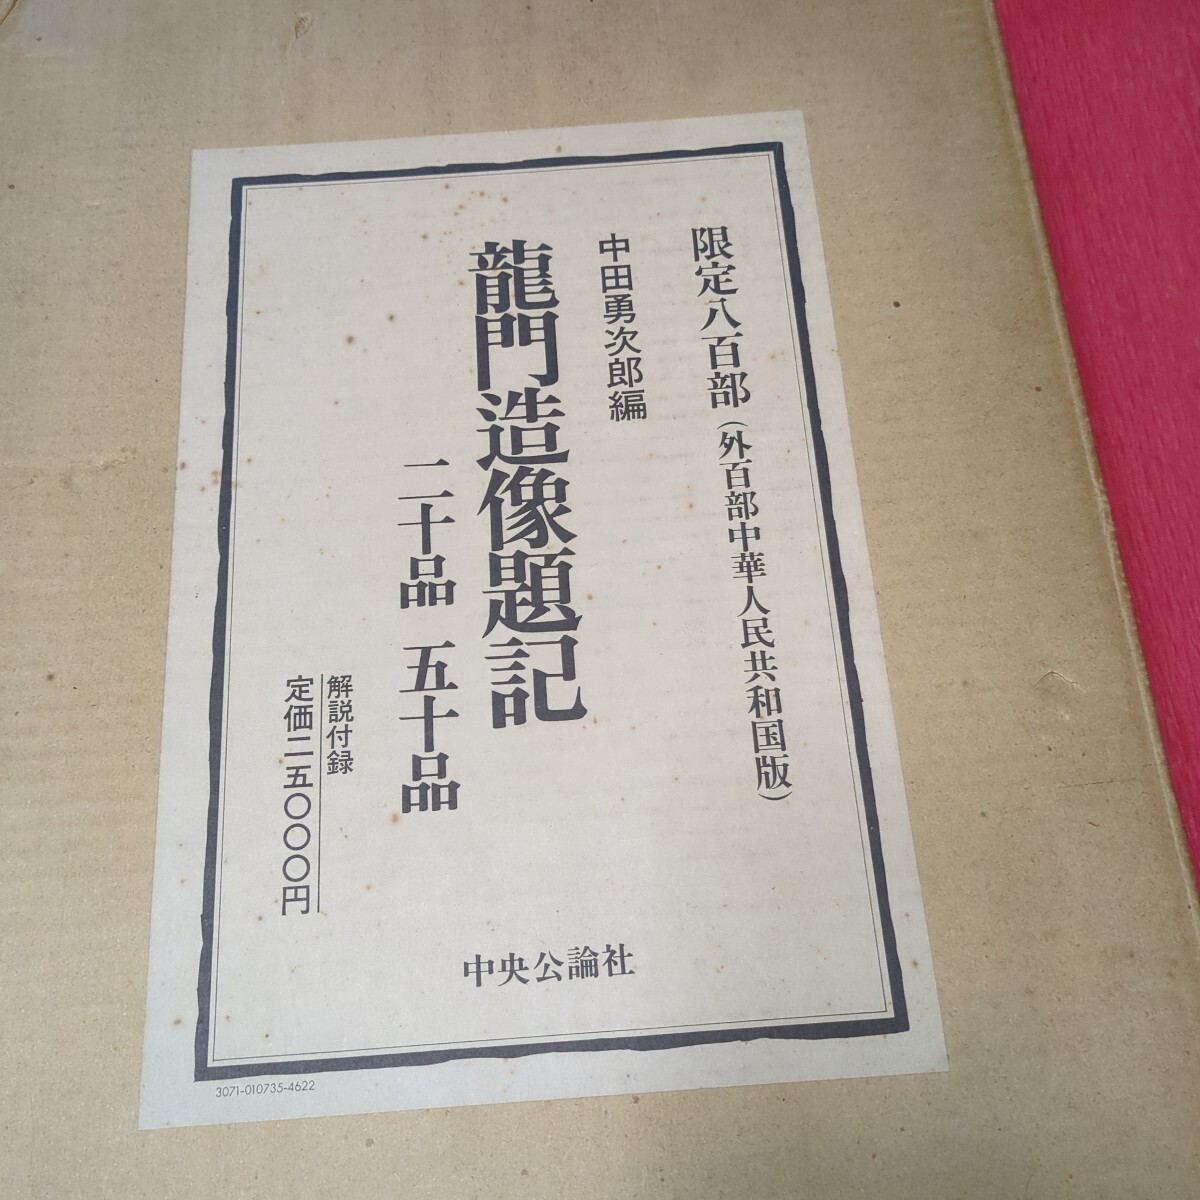 限定八百部(外百部中華人民共和国版)
中田勇次郎編
龍門造像題記
二十品 五十品
解説付録
定価二五〇〇〇円
中央公論社
3071-010735-4622